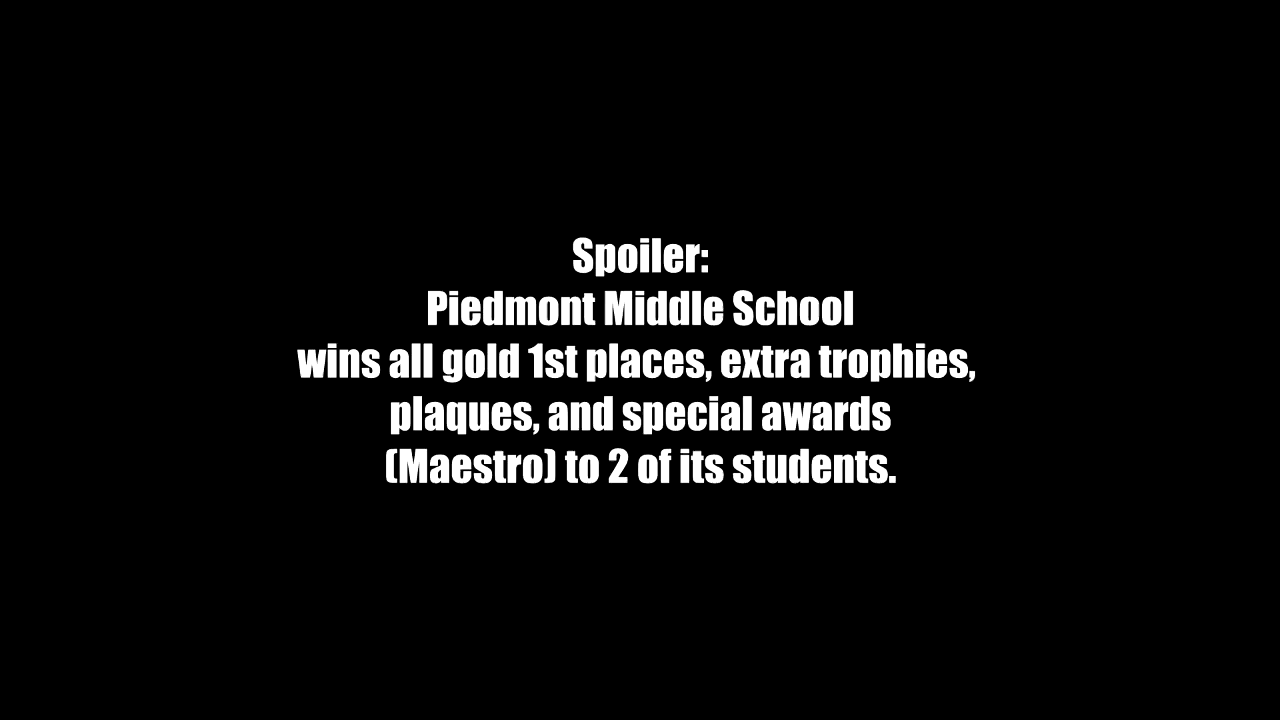 Spoiler:
Piedmont Middle School
wins all gold 1st places, extra trophies,
plaques, and special awards
(Maestro) to 2 of its students.